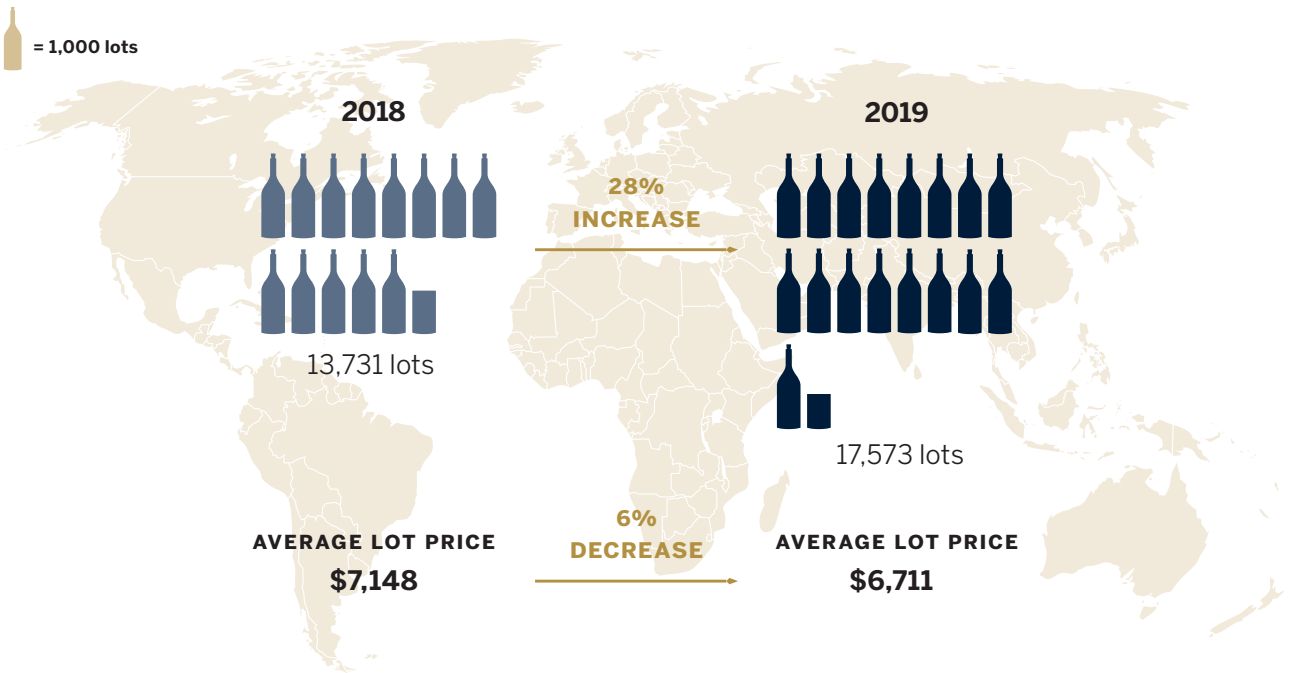 = 1,000 lots
2018
2019
28%
INCREASE
13,731 lots
17,573 lots
6%
DECREASE
AVERAGE LOT PRICE
$7,148
AVERAGE LOT PRICE
$6,711